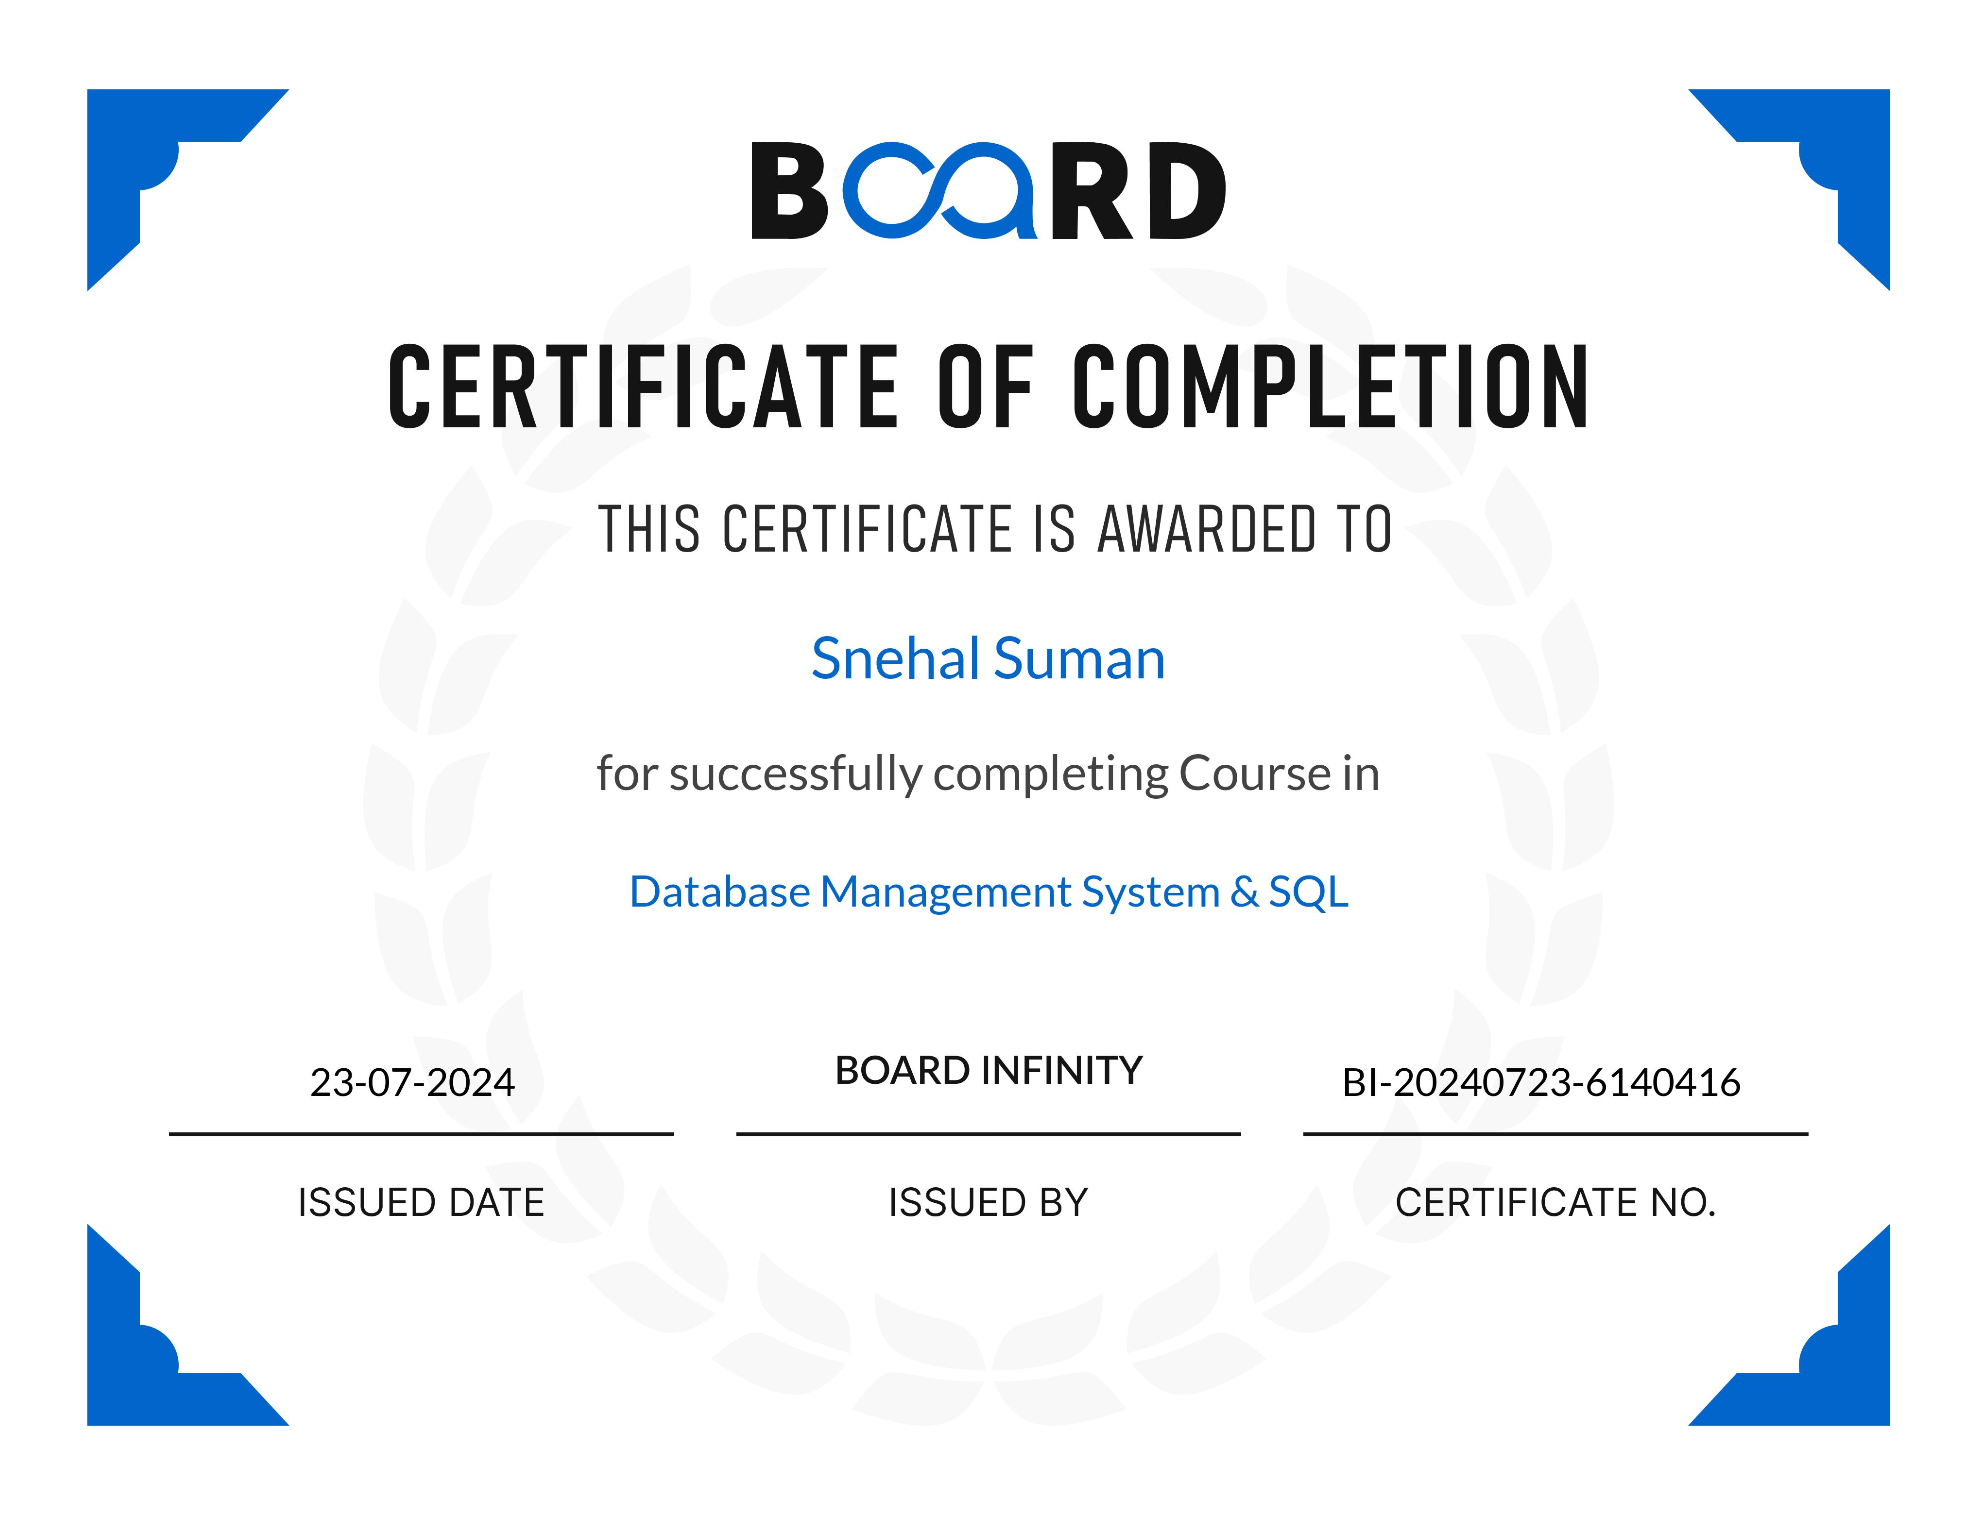 BOARD
CERTIFICATE OF COMPLETION
THIS CERTIFICATE IS AWARDED TO
Snehal Suman
for successfully completing Course in
Database Management System & SQL
23-07-2024
BOARD INFINITY
BI-20240723-6140416
ISSUED DATE
ISSUED BY
CERTIFICATE NO.